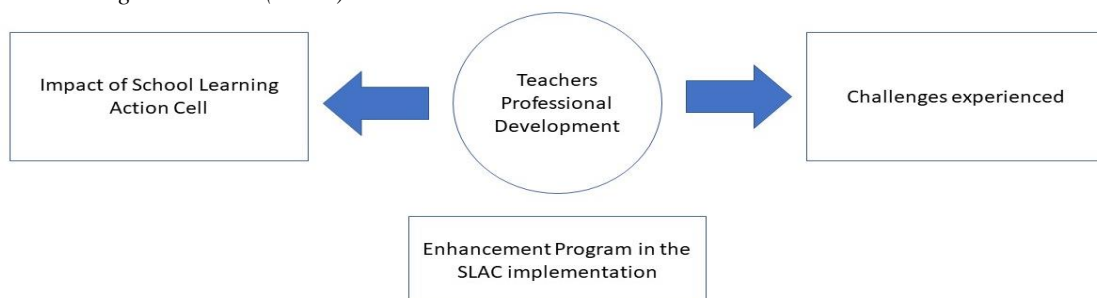 Impact of School Learning
Action Cell
Teachers
Professional
Development
Challenges experienced
Enhancement Program in the
SLAC implementation